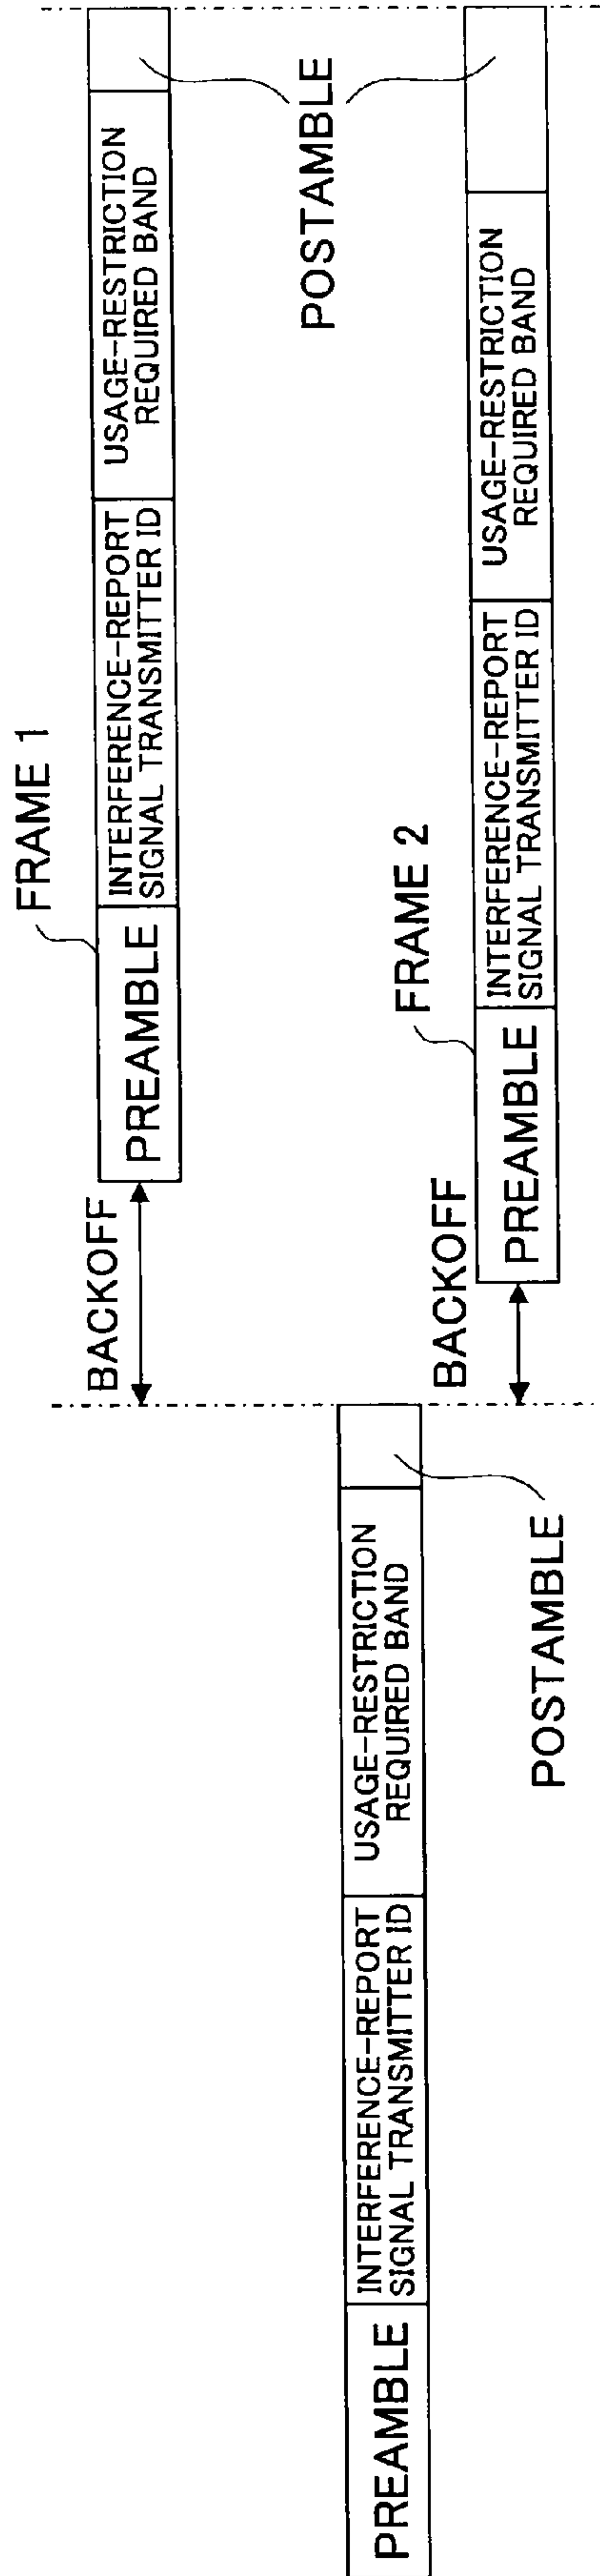 FRAME 1
BACKOFF
PREAMBLE
INTERFERENCE-REPORT
SIGNAL TRANSMITTER ID
USAGE-RESTRICTION
REQUIRED BAND
POSTAMBLE
PREAMBLE
INTERFERENCE-REPORT
SIGNAL TRANSMITTER ID
USAGE-RESTRICTION
REQUIRED BAND
POSTAMBLE
FRAME 2
BACKOFF
PREAMBLE
INTERFERENCE-REPORT
SIGNAL TRANSMITTER ID
USAGE-RESTRICTION
REQUIRED BAND